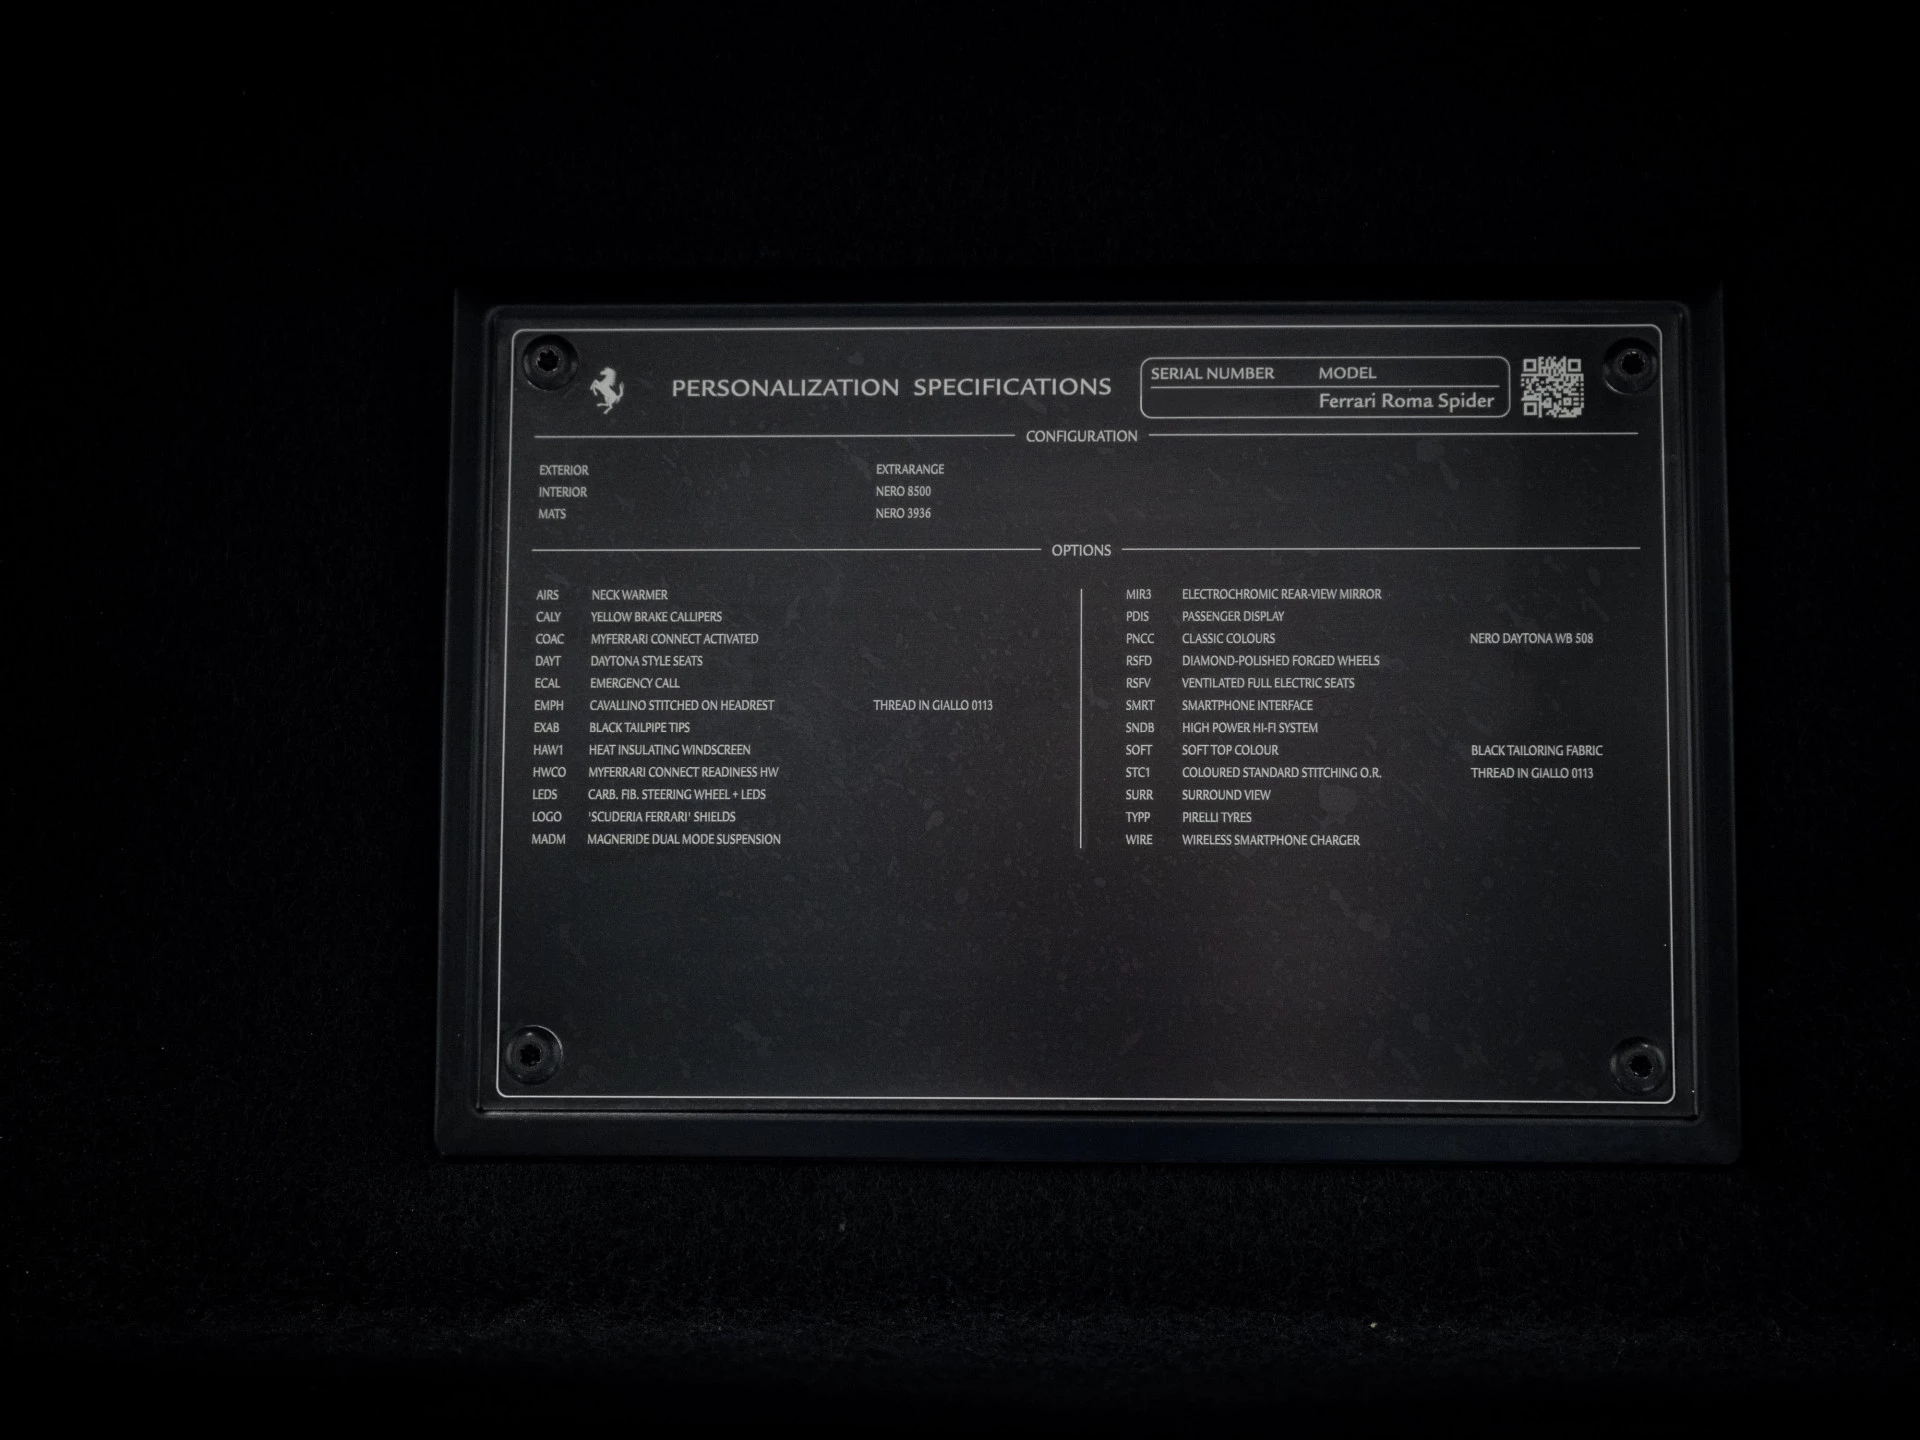 PERSONALIZATION SPECIFICATIONS
SERIAL NUMBER MODEL
Ferrari Roma Spider
CONFIGURATION
EXTERIOR EXTRARANGE
INTERIOR NERO 8500
MATS NERO 3936
OPTIONS
AIRS NECK WARMER
CALY YELLOW BRAKE CALLIPERS
COAC MYFERRARI CONNECT ACTIVATED
DAYT DAYTONA STYLE SEATS
ECAL EMERGENCY CALL
EMPH CAVALLINO STITCHED ON HEADREST THREAD IN GIALLO 0113
EXAB BLACK TAILPIPE TIPS
HAW1 HEAT INSULATING WINDSCREEN
HWCO MYFERRARI CONNECT READINESS HW
LEDS CARB. FIB. STEERING WHEEL + LEDS
LOGO 'SCUDERIA FERRARI' SHIELDS
MADM MAGNERIDE DUAL MODE SUSPENSION
MIR3 ELECTROCHROMIC REAR-VIEW MIRROR
PDIS PASSENGER DISPLAY
PNCC CLASSIC COLOURS NERO DAYTONA WB 508
RSFD DIAMOND-POLISHED FORGED WHEELS
RSFV VENTILATED FULL ELECTRIC SEATS
SMRT SMARTPHONE INTERFACE
SNDB HIGH POWER HI-FI SYSTEM
SOFT SOFT TOP COLOUR BLACK TAILORING FABRIC
STC1 COLOURED STANDARD STITCHING O.R. THREAD IN GIALLO 0113
SURR SURROUND VIEW
TYPP PIRELLI TYRES
WIRE WIRELESS SMARTPHONE CHARGER